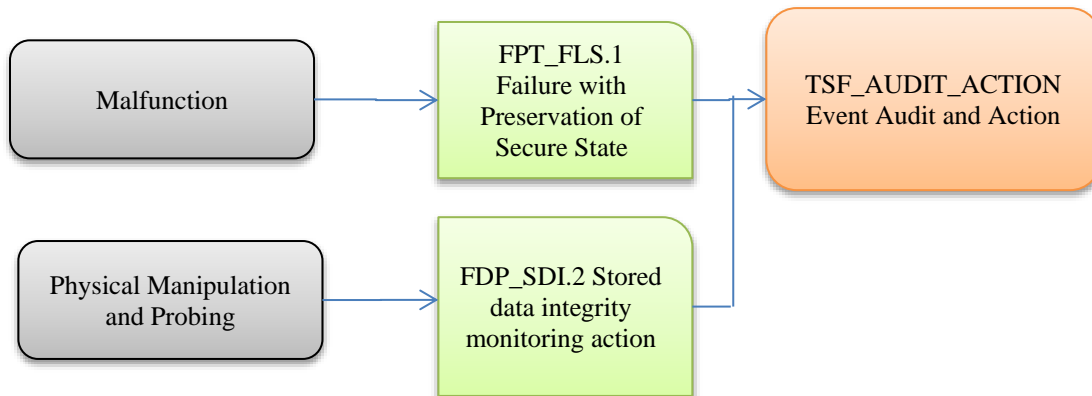 Malfunction
FPT_FLS.1
Failure with
Preservation of
Secure State
TSF_AUDIT_ACTION
Event Audit and Action
Physical Manipulation
and Probing
FDP_SDI.2 Stored
data integrity
monitoring action